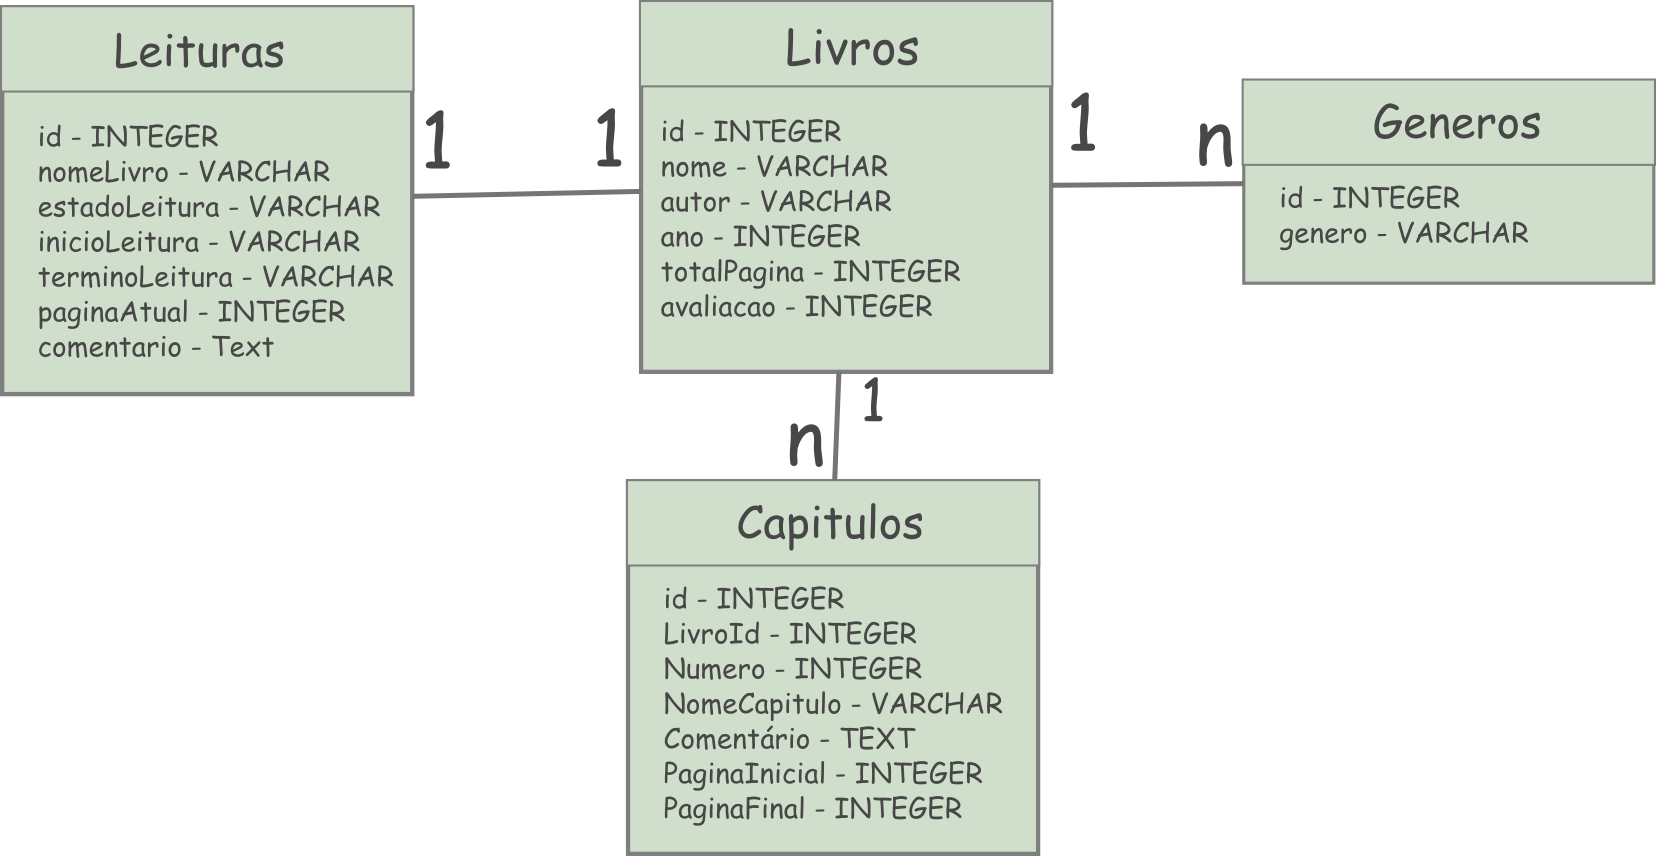 Leituras
id - INTEGER
nomeLivro - VARCHAR
estadoLeitura - VARCHAR
inicioLeitura - VARCHAR
terminoLeitura - VARCHAR
paginaAtual - INTEGER
comentario - Text
1
1
Livros
id - INTEGER
nome - VARCHAR
autor - VARCHAR
ano - INTEGER
totalPagina - INTEGER
avaliacao - INTEGER
1
n
Generos
id - INTEGER
genero - VARCHAR
1
n
Capitulos
id - INTEGER
LivroId - INTEGER
Numero - INTEGER
NomeCapitulo - VARCHAR
Comentário - TEXT
PaginaInicial - INTEGER
PaginaFinal - INTEGER